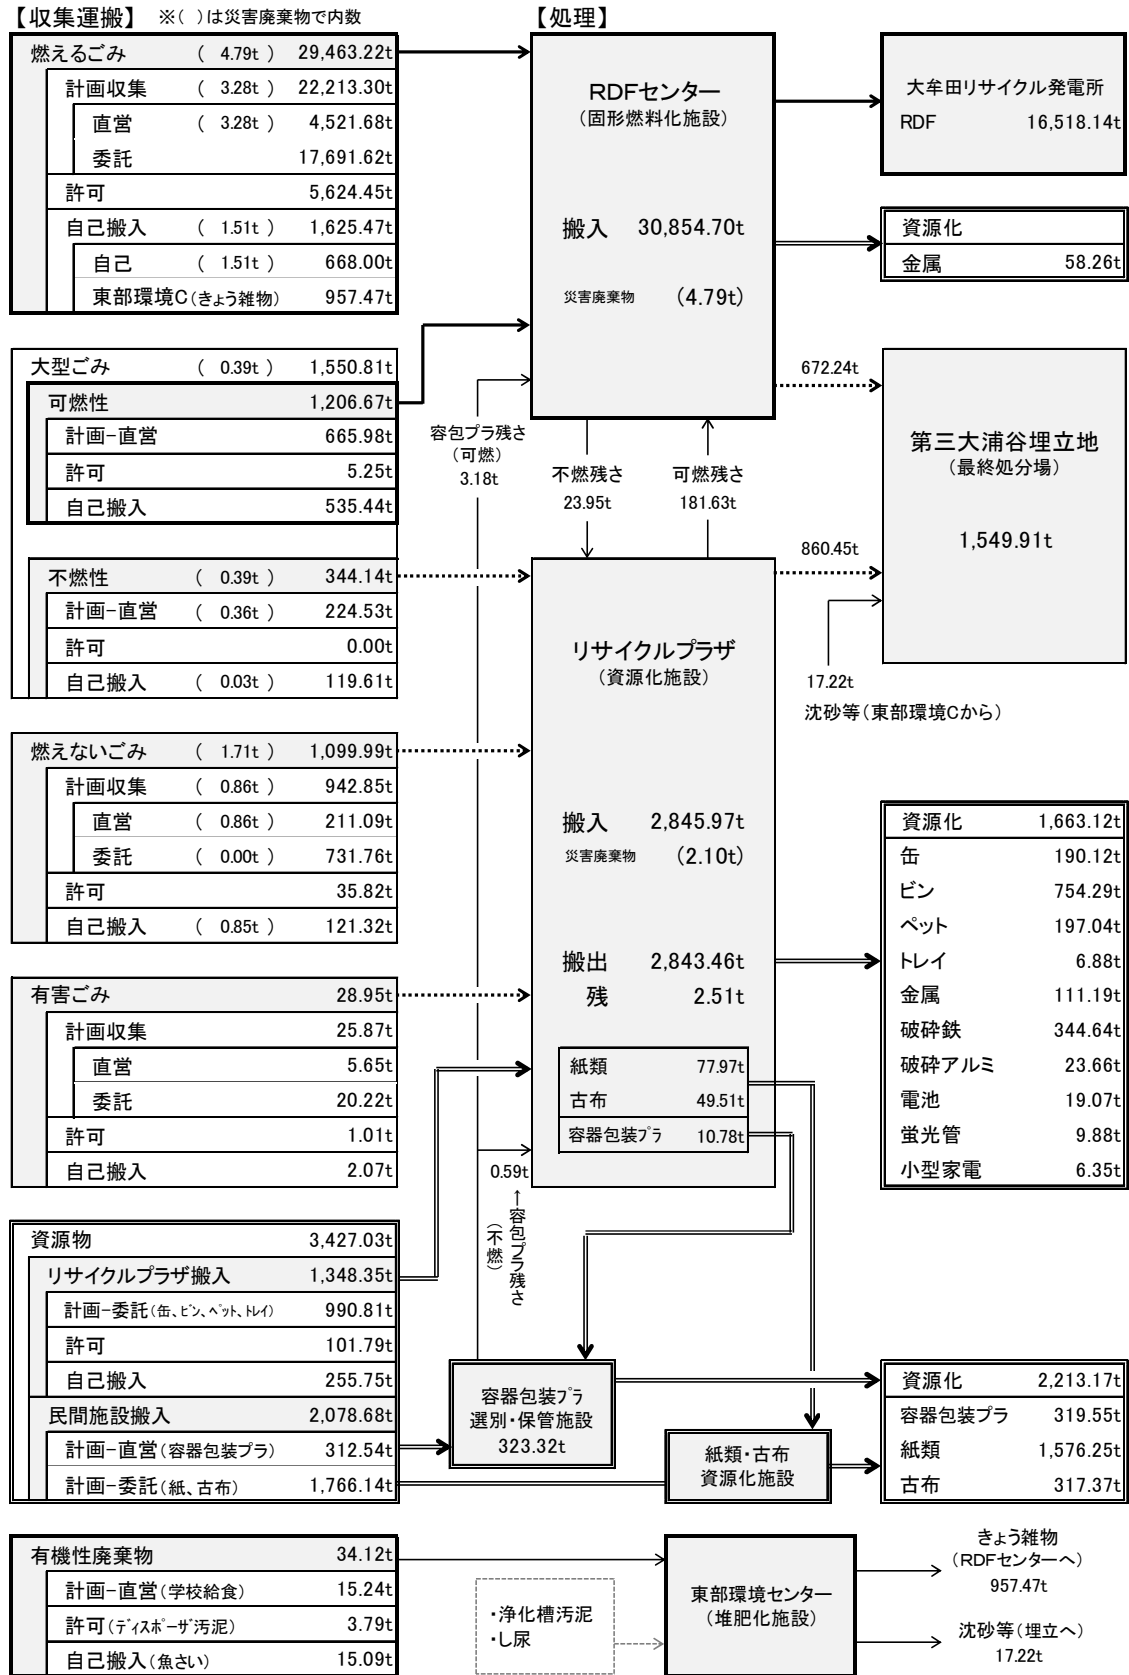 【収集運搬】 ※( )は災害廃棄物で内数
燃えるごみ ( 4.79t ) 29,463.22t
計画収集 ( 3.28t ) 22,213.30t
直営 ( 3.28t ) 4,521.68t
委託 17,691.62t
許可 5,624.45t
自己搬入 ( 1.51t ) 1,625.47t
自己 ( 1.51t ) 668.00t
東部環境C(きょう雑物) 957.47t
大型ごみ ( 0.39t ) 1,550.81t
可燃性 1,206.67t
計画-直営 665.98t
許可 5.25t
自己搬入 535.44t
不燃性 ( 0.39t ) 344.14t
計画-直営 ( 0.36t ) 224.53t
許可 0.00t
自己搬入 ( 0.03t ) 119.61t
燃えないごみ ( 1.71t ) 1,099.99t
計画収集 ( 0.86t ) 942.85t
直営 ( 0.86t ) 211.09t
委託 ( 0.00t ) 731.76t
許可 35.82t
自己搬入 ( 0.85t ) 121.32t
有害ごみ 28.95t
計画収集 25.87t
直営 5.65t
委託 20.22t
許可 1.01t
自己搬入 2.07t
資源物 3,427.03t
リサイクルプラザ搬入 1,348.35t
計画-委託(缶、ビン、ペット、トレイ) 990.81t
許可 101.79t
自己搬入 255.75t
民間施設搬入 2,078.68t
計画-直営(容器包装プラ) 312.54t
計画-委託(紙、古布) 1,766.14t
有機性廃棄物 34.12t
計画-直営(学校給食) 15.24t
許可(ディスポーザ汚泥) 3.79t
自己搬入(魚さい) 15.09t
【処理】
RDFセンター
(固形燃料化施設)
搬入 30,854.70t
災害廃棄物 (4.79t)
容包プラ残さ
(可燃)
3.18t
不燃残さ
23.95t
可燃残さ
181.63t
リサイクルプラザ
(資源化施設)
搬入 2,845.97t
災害廃棄物 (2.10t)
搬出 2,843.46t
残 2.51t
紙類 77.97t
古布 49.51t
容器包装プラ 10.78t
0.59t
↑容包プラ残さ
(不燃)
容器包装プラ
選別・保管施設
323.32t
紙類・古布
資源化施設
・浄化槽汚泥
・し尿
東部環境センター
(堆肥化施設)
大牟田リサイクル発電所
RDF 16,518.14t
資源化
金属 58.26t
672.24t
第三大浦谷埋立地
(最終処分場)
1,549.91t
860.45t
17.22t
沈砂等(東部環境Cから)
資源化 1,663.12t
缶 190.12t
ビン 754.29t
ペット 197.04t
トレイ 6.88t
金属 111.19t
破砕鉄 344.64t
破砕アルミ 23.66t
電池 19.07t
蛍光管 9.88t
小型家電 6.35t
資源化 2,213.17t
容器包装プラ 319.55t
紙類 1,576.25t
古布 317.37t
きょう雑物
(RDFセンターへ)
957.47t
沈砂等(埋立へ)
17.22t